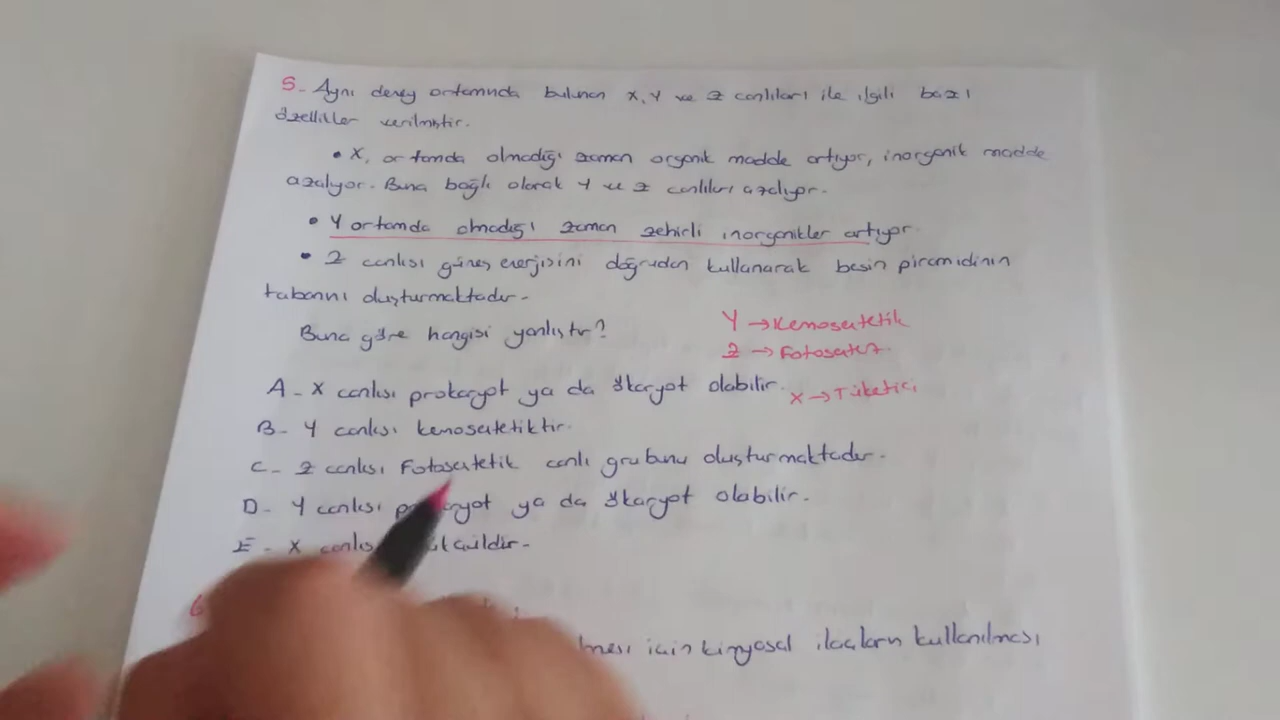 5- Aynı deney ortamında bulunan X, Y ve Z canlıları ile ilgili bazı
özellikler verilmiştir.
• X, ortamda olmadığı zaman organik madde artıyor, inorganik madde
azalıyor. Buna bağlı olarak Y ve Z canlıları azalıyor.
• Y ortamda olmadığı zaman zehirli inorganikler artıyor
• Z canlısı güneş enerjisini doğrudan kullanarak besin piramidinin
tabanını oluşturmaktadır.
Buna göre hangisi yanlıştır?
Y → Kemosentetik
Z → Fotosentez
A- X canlısı prokaryot ya da ökaryot olabilir.
X → Tüketici
B- Y canlısı kemosentetiktir.
C- Z canlısı Fotosentetik canlı grubunu oluşturmaktadır.
D- Y canlısı ya da ökaryot olabilir.
E- X
6
için kimyasal ilaçların kullanılması